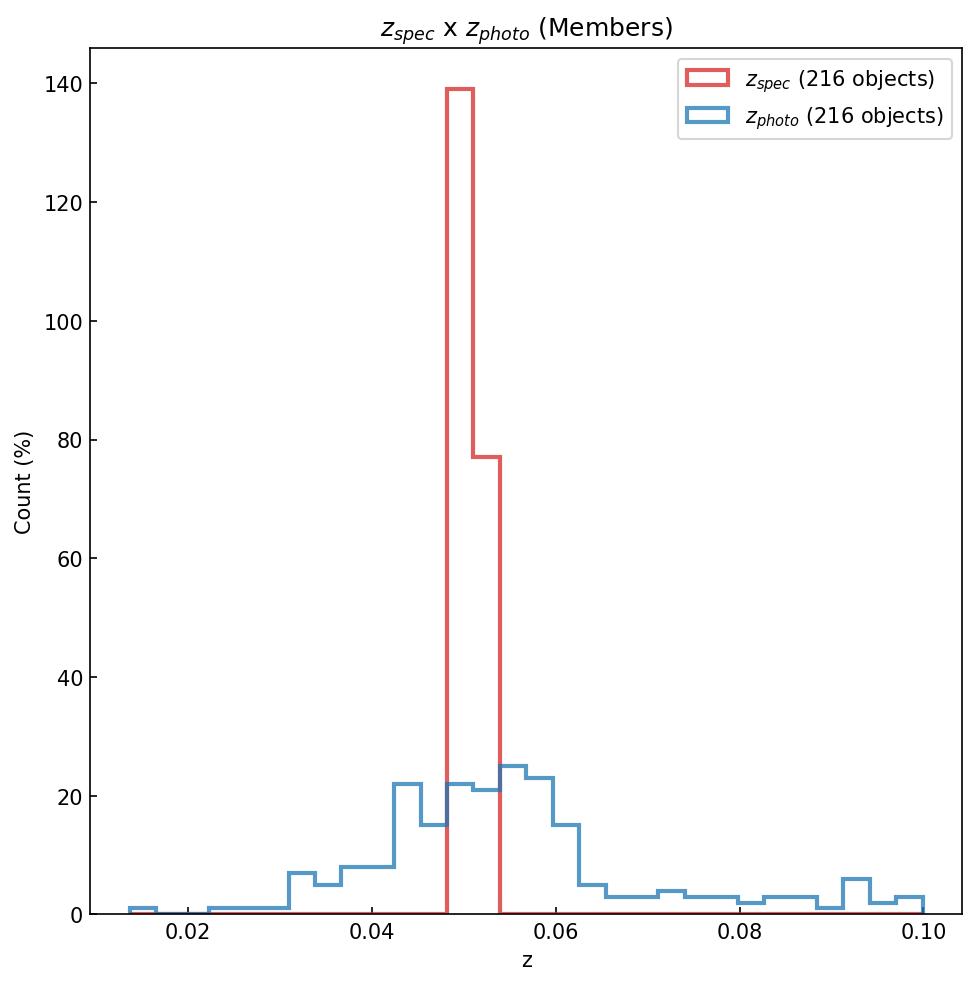 z_spec x z_photo (Members)
z_spec (216 objects)
z_photo (216 objects)
140
120
100
80
60
40
20
0
Count (%)
0.02 0.04 0.06 0.08 0.10
z